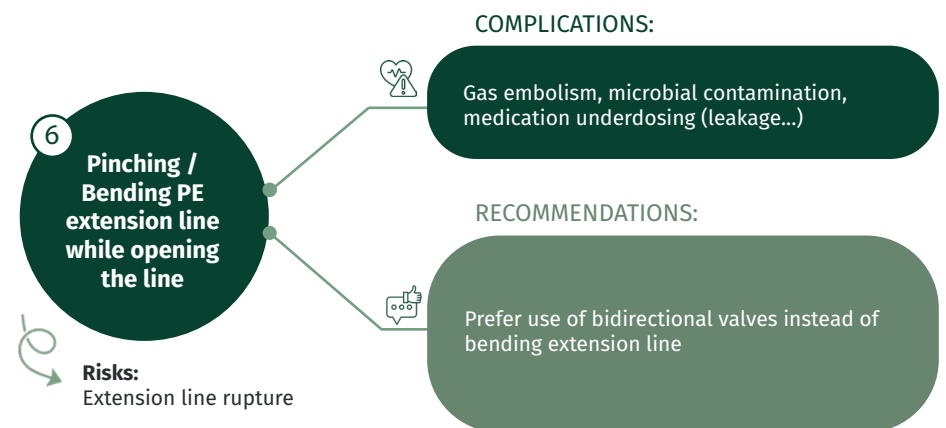 COMPLICATIONS:
Gas embolism, microbial contamination,
medication underdosing (leakage...)
6
Pinching /
Bending PE
extension line
while opening
the line
RECOMMENDATIONS:
Prefer use of bidirectional valves instead of
bending extension line
Risks:
Extension line rupture